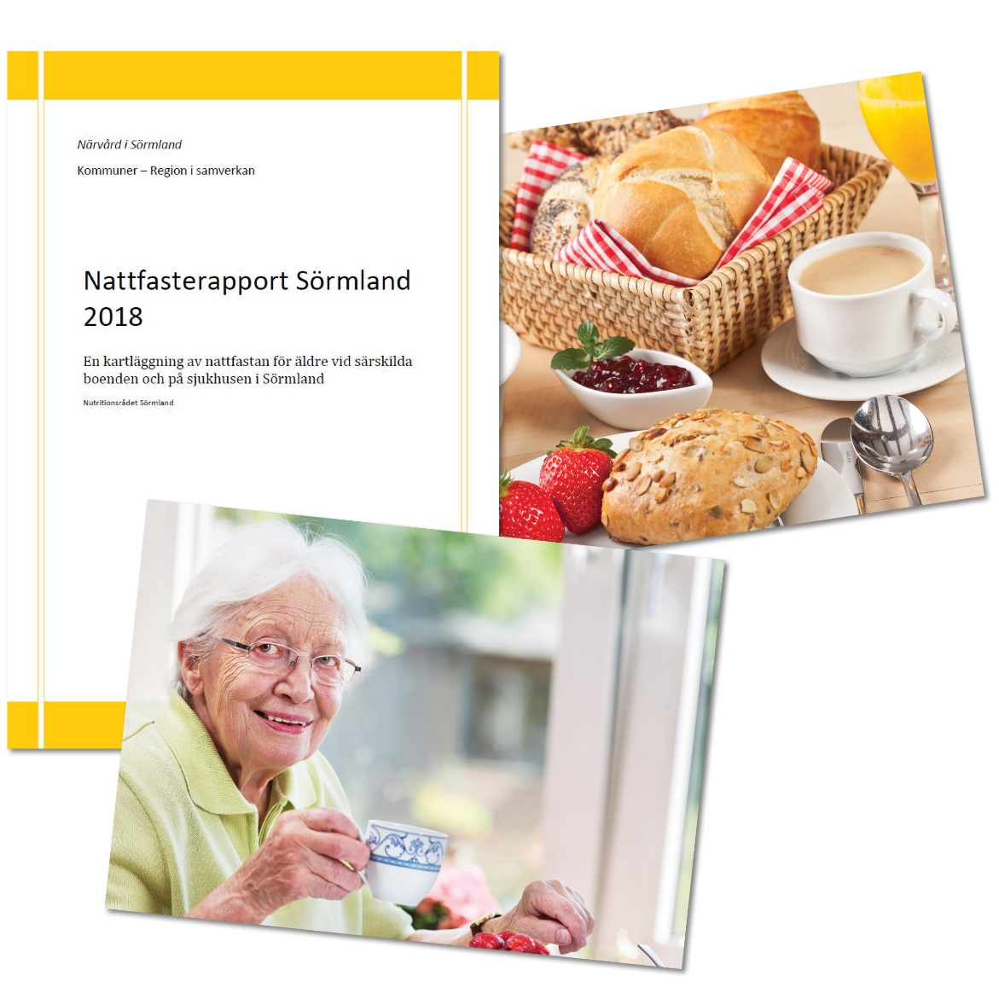 Närvård i Sörmland
Kommuner – Region i samverkan
Nattfasterapport Sörmland
2018
En kartläggning av nattfastan för äldre vid särskilda
boenden och på sjukhusen i Sörmland
Nutritionsrådet Sörmland